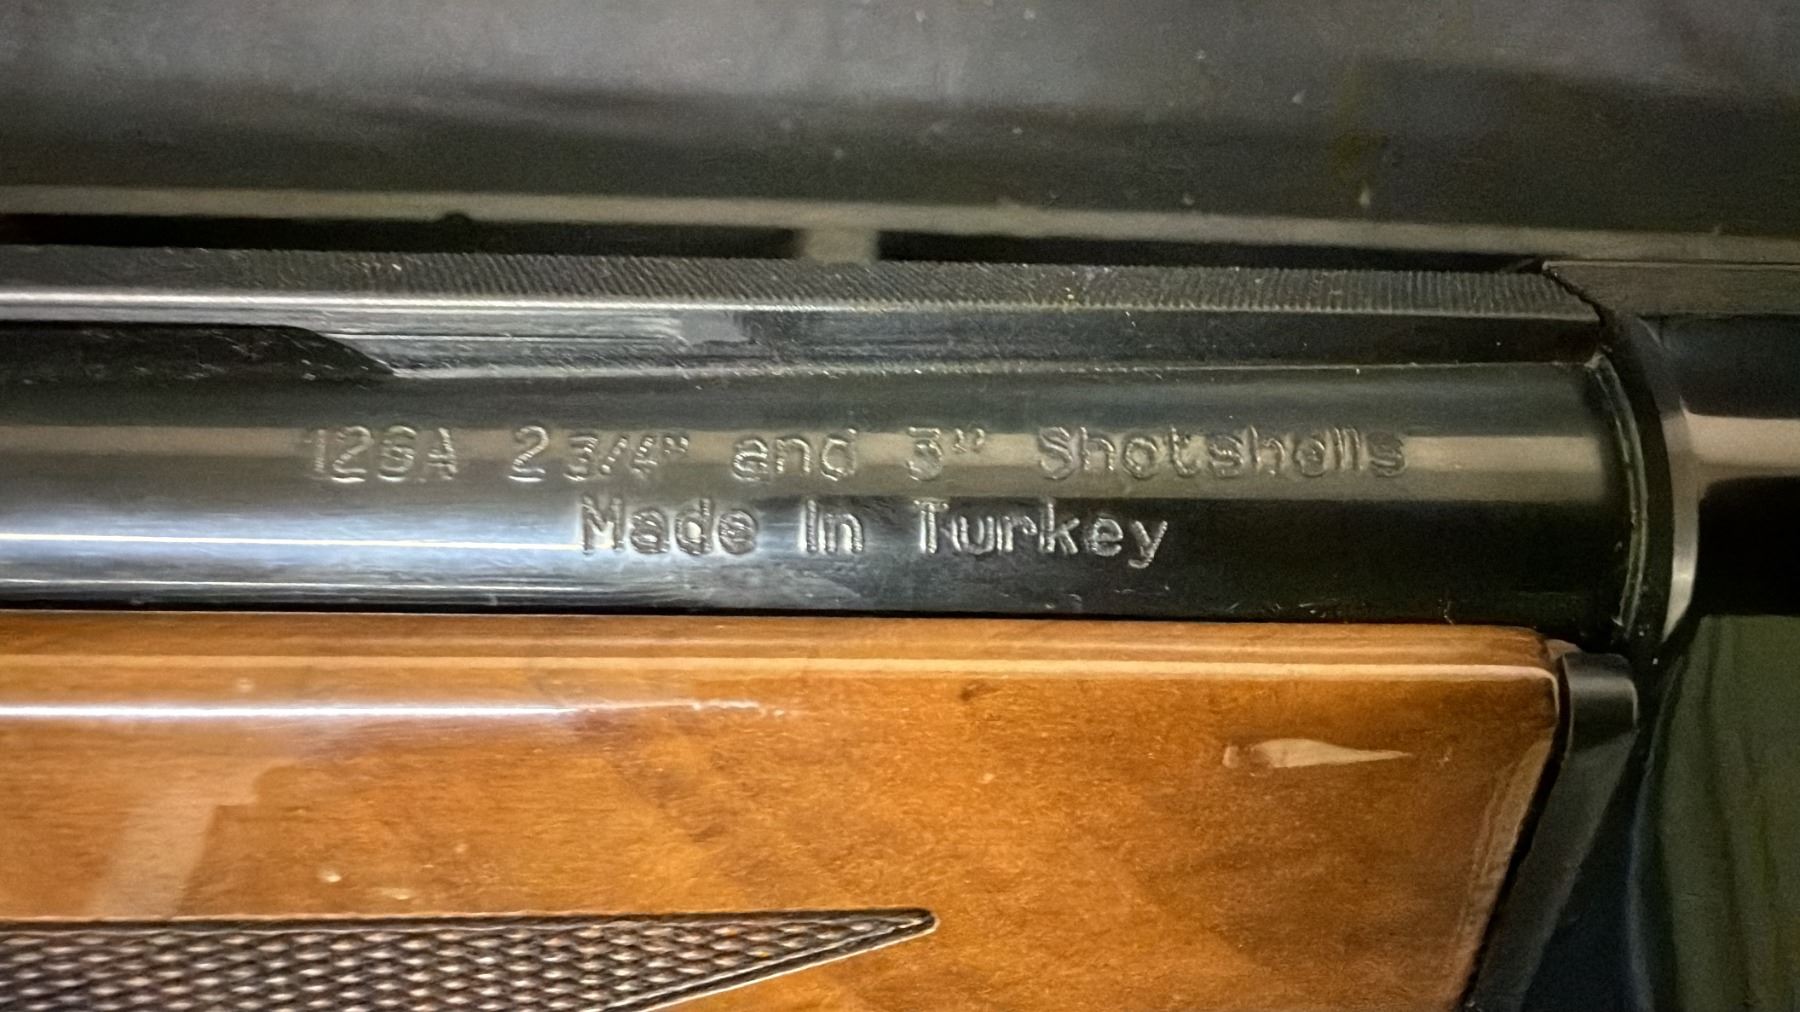 12GA 2 3/4" and 3" Shotshells
Made In Turkey